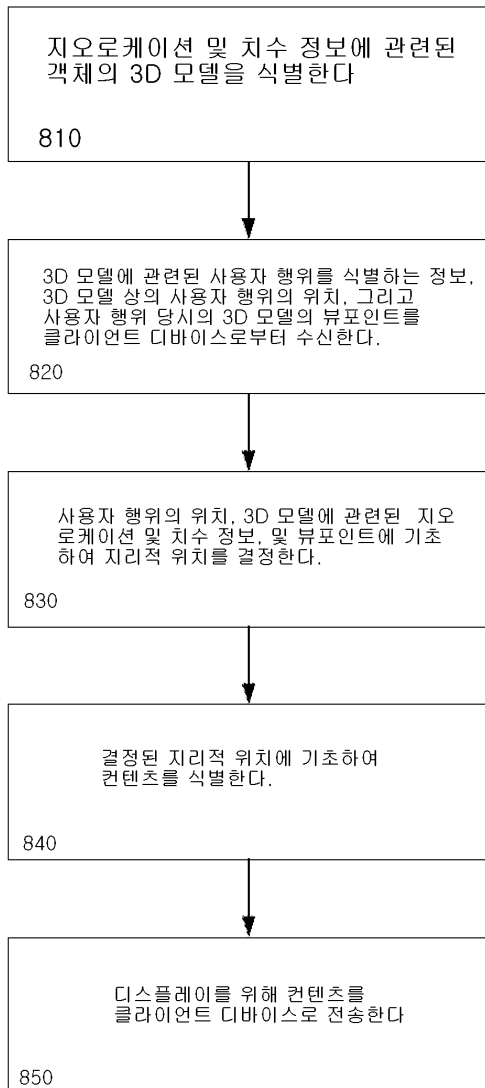 지오로케이션 및 치수 정보에 관련된
객체의 3D 모델을 식별한다
810
3D 모델에 관련된 사용자 행위를 식별하는 정보,
3D 모델 상의 사용자 행위의 위치, 그리고
사용자 행위 당시의 3D 모델의 뷰포인트를
클라이언트 디바이스로부터 수신한다.
820
사용자 행위의 위치, 3D 모델에 관련된 지오
로케이션 및 치수 정보, 및 뷰포인트에 기초
하여 지리적 위치를 결정한다.
830
결정된 지리적 위치에 기초하여
컨텐츠를 식별한다.
840
디스플레이를 위해 컨텐츠를
클라이언트 디바이스로 전송한다
850